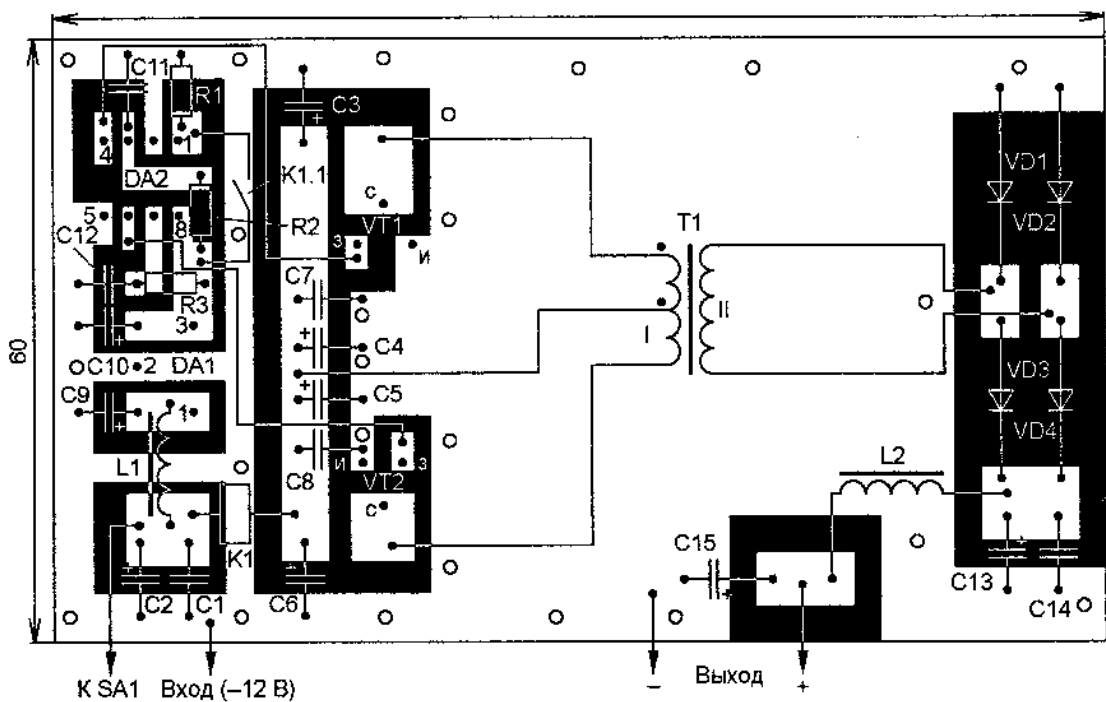 60
C11
R1
4
1
DA2
K1.1
5
8
R2
C12
R3
3
C10
2
DA1
C9
1
L1
K1
C2
C1
C3
+
с
VT1
з
и
C7
+
C4
+
C5
C8
и
з
VT2
с
C6
+
T1
I
II
VD1
VD2
VD3
VD4
L2
C15
+
C13
+
C14
К SA1
Вход (–12 В)
–
Выход
+